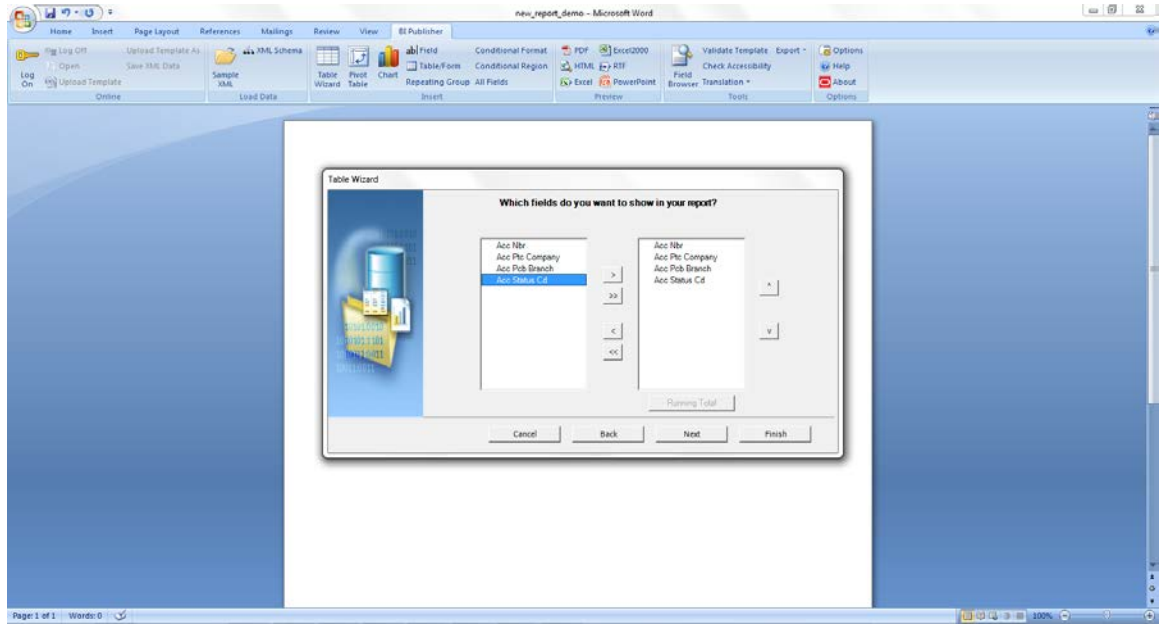 new_report_demo - Microsoft Word
Home Insert Page Layout References Mailings Review View BI Publisher
Log On
Log Off
Open
Upload Template
Upload Template As
Save XML Data
Online
Sample XML
XML Schema
Load Data
Table Wizard
Pivot Table
Chart
Field
Table/Form
Repeating Group
Conditional Format
Conditional Region
All Fields
Insert
PDF
HTML
Excel
Excel2000
RTF
PowerPoint
Preview
Field Browser
Validate Template
Check Accessibility
Translation
Export
Tools
Options
Help
About
Options
Table Wizard
Which fields do you want to show in your report?
Acc Nbr
Acc Ptc Company
Acc Pcb Branch
Acc Status Cd
>
>>
<
<<
Acc Nbr
Acc Ptc Company
Acc Pcb Branch
Acc Status Cd
Running Total
Cancel Back Next Finish
Page: 1 of 1 Words: 0 100%